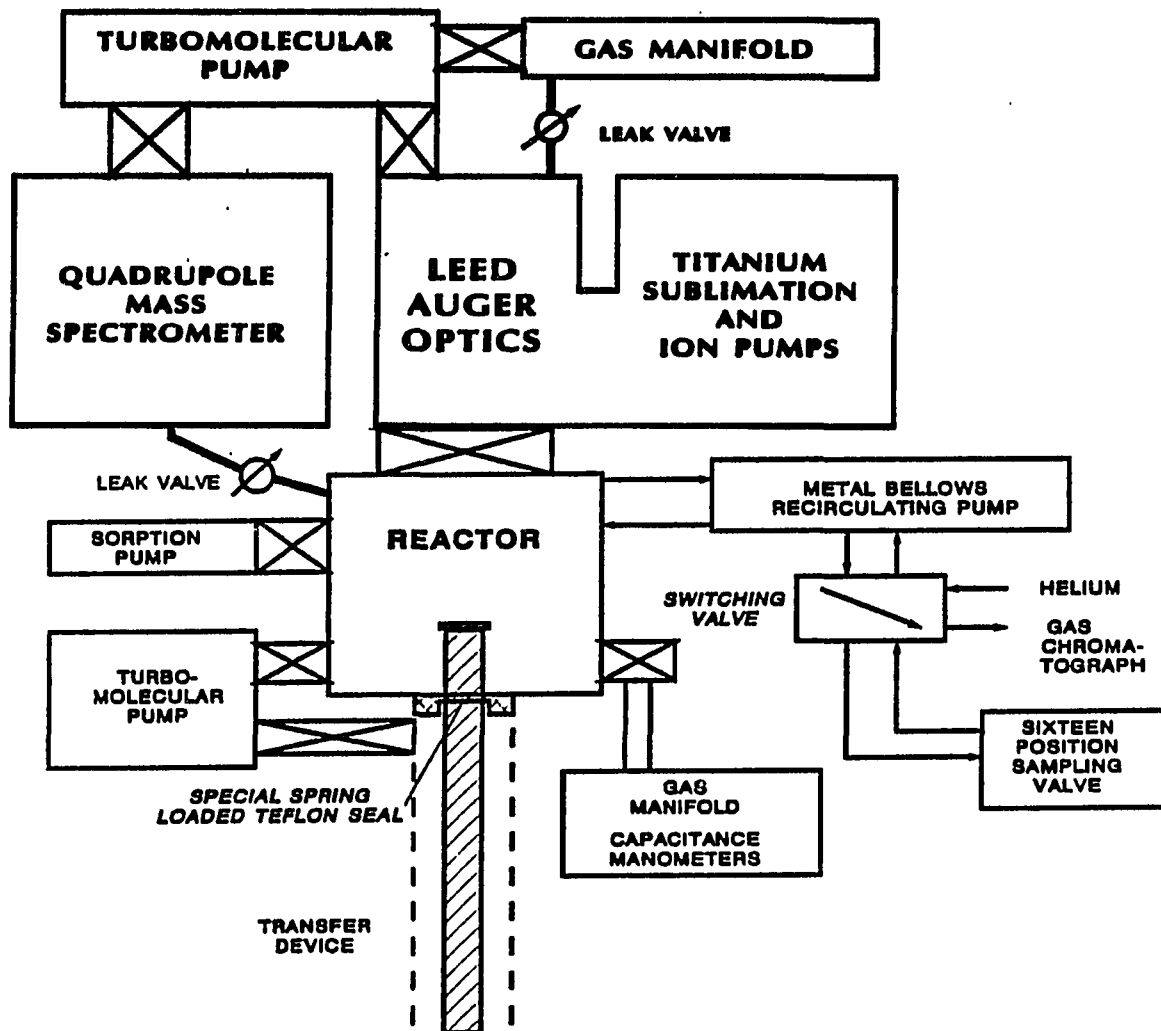 TURBOMOLECULAR
PUMP
GAS MANIFOLD
LEAK VALVE
QUADRUPOLE
MASS
SPECTROMETER
LEED
AUGER
OPTICS
TITANIUM
SUBLIMATION
AND
ION PUMPS
LEAK VALVE
SORPTION
PUMP
REACTOR
METAL BELLOWS
RECIRCULATING PUMP
SWITCHING
VALVE
HELIUM
GAS
CHROMA-
TOGRAPH
TURBO-
MOLECULAR
PUMP
SIXTEEN
POSITION
SAMPLING
VALVE
SPECIAL SPRING
LOADED TEFLON SEAL
GAS
MANIFOLD
CAPACITANCE
MANOMETERS
TRANSFER
DEVICE